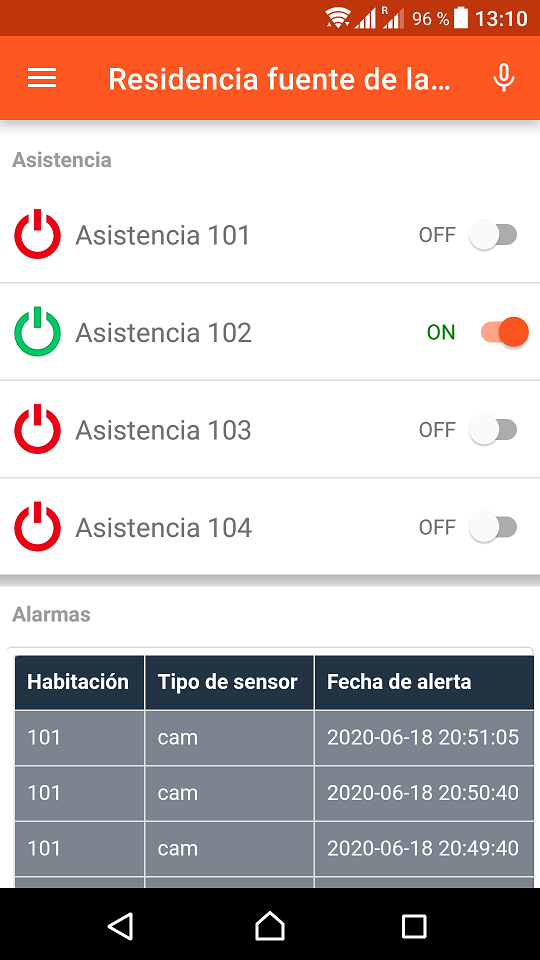 R 96 % 13:10
Residencia fuente de la...
Asistencia
Asistencia 101 OFF
Asistencia 102 ON
Asistencia 103 OFF
Asistencia 104 OFF
Alarmas
Habitación Tipo de sensor Fecha de alerta
101 cam 2020-06-18 20:51:05
101 cam 2020-06-18 20:50:40
101 cam 2020-06-18 20:49:40